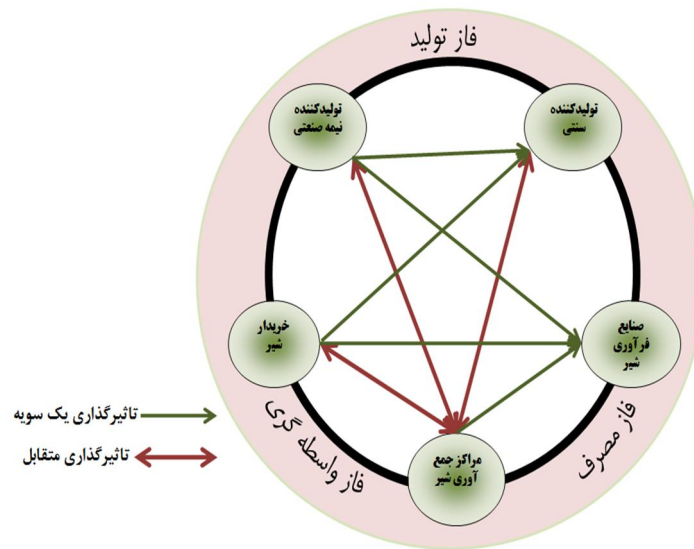 فاز تولید
تولیدکننده
سنتی
تولیدکننده
نیمه صنعتی
صنایع
فرآوری
شیر
خریدار
شیر
مراکز جمع
آوری شیر
فاز مصرف
فاز واسطه گری
تاثیرگذاری یک سویه
تاثیرگذاری متقابل